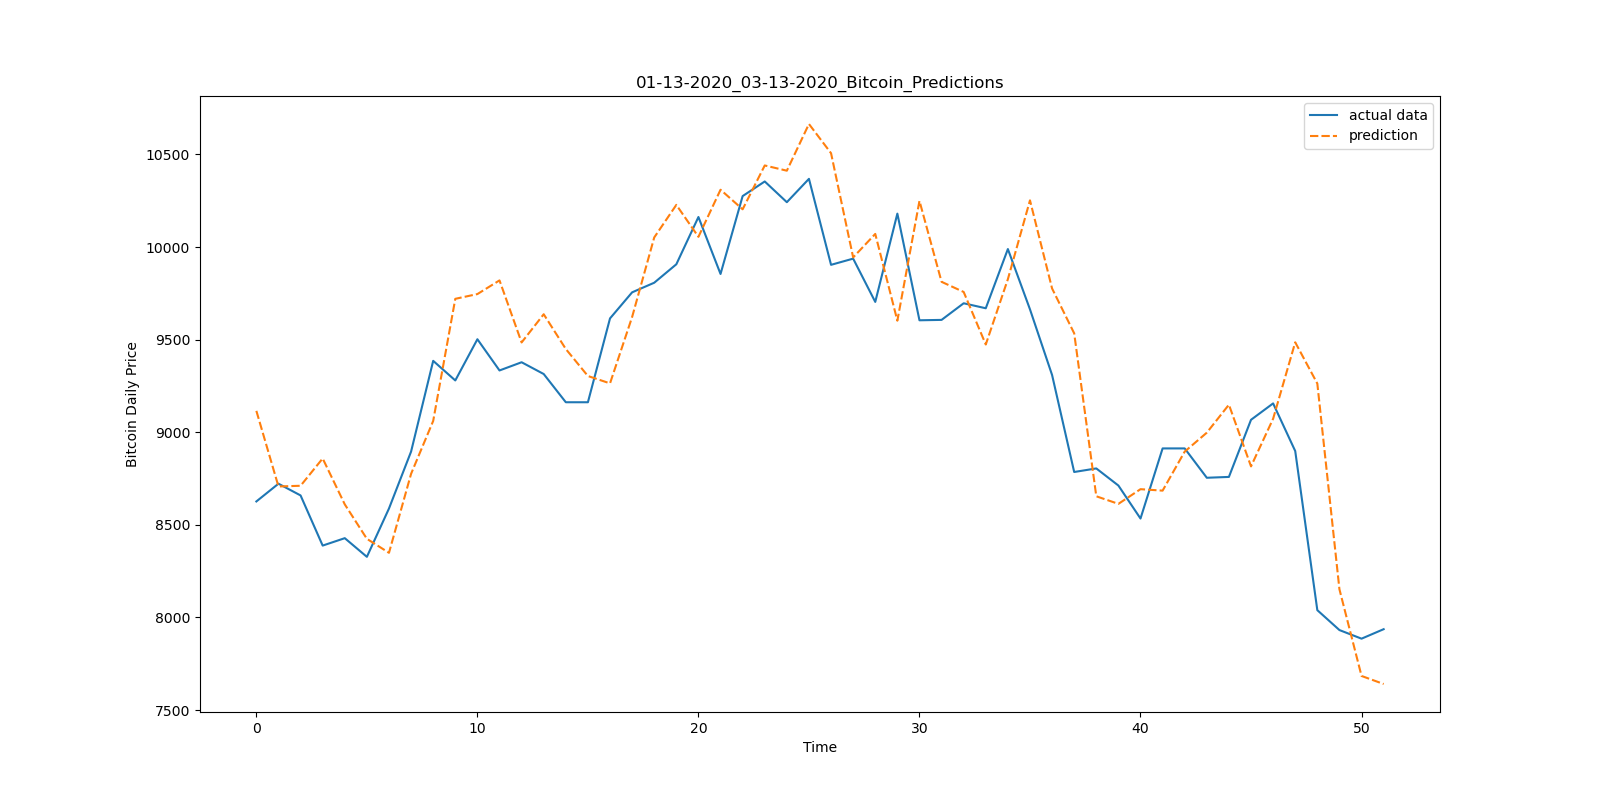 01-13-2020_03-13-2020_Bitcoin_Predictions
actual data
prediction
Bitcoin Daily Price
10500
10000
9500
9000
8500
8000
7500
0 10 20 30 40 50
Time